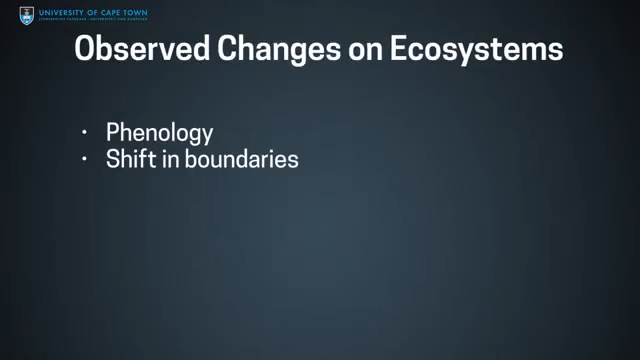 UNIVERSITY OF CAPE TOWN
Observed Changes on Ecosystems
• Phenology
• Shift in boundaries